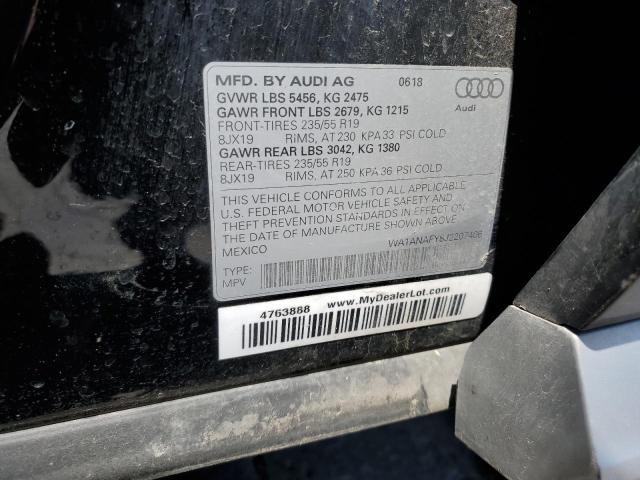 MFD. BY AUDI AG 0618
GVWR LBS 5456, KG 2475
GAWR FRONT LBS 2679, KG 1215
FRONT-TIRES 235/55 R19
8JX19 RIMS, AT 230 KPA 33 PSI COLD
GAWR REAR LBS 3042, KG 1380
REAR-TIRES 235/55 R19
8JX19 RIMS, AT 250 KPA 36 PSI COLD
Audi
THIS VEHICLE CONFORMS TO ALL APPLICABLE
U.S. FEDERAL MOTOR VEHICLE SAFETY AND
THEFT PREVENTION STANDARDS IN EFFECT ON
THE DATE OF MANUFACTURE SHOWN ABOVE
MEXICO WA1ANAFY6J2207406
TYPE:
MPV
4763888 www.MyDealerLot.com